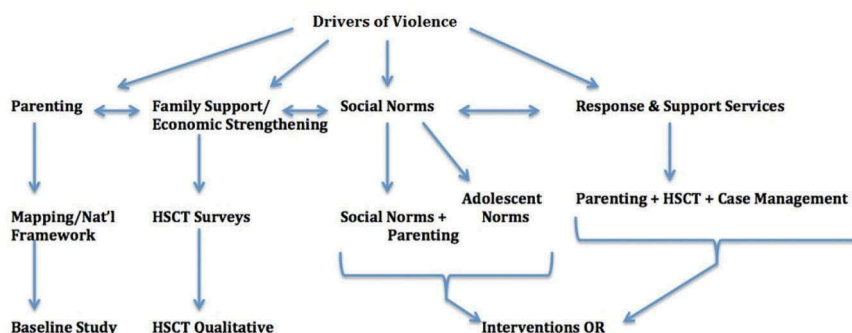 Drivers of Violence
Parenting
Family Support/
Economic Strengthening
Social Norms
Response & Support Services
Mapping/Nat'l
Framework
HSCT Surveys
Social Norms +
Parenting
Adolescent
Norms
Parenting + HSCT + Case Management
Baseline Study
HSCT Qualitative
Interventions OR